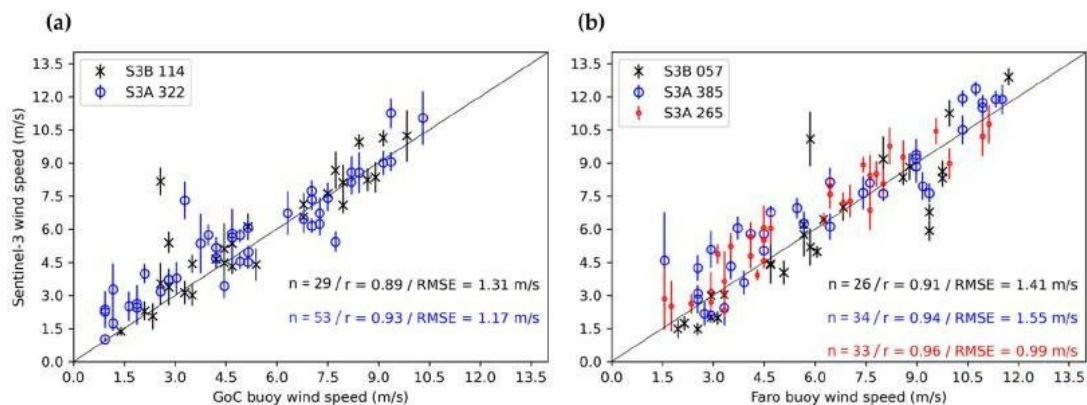 (a)
(b)
13.5
12.0
10.5
9.0
7.5
6.0
4.5
3.0
1.5
0.0
Sentinel-3 wind speed (m/s)
S3B 114
S3A 322
n = 29 / r = 0.89 / RMSE = 1.31 m/s
n = 53 / r = 0.93 / RMSE = 1.17 m/s
0.0 1.5 3.0 4.5 6.0 7.5 9.0 10.5 12.0 13.5
GoC buoy wind speed (m/s)
13.5
12.0
10.5
9.0
7.5
6.0
4.5
3.0
1.5
0.0
S3B 057
S3A 385
S3A 265
n = 26 / r = 0.91 / RMSE = 1.41 m/s
n = 34 / r = 0.94 / RMSE = 1.55 m/s
n = 33 / r = 0.96 / RMSE = 0.99 m/s
0.0 1.5 3.0 4.5 6.0 7.5 9.0 10.5 12.0 13.5
Faro buoy wind speed (m/s)